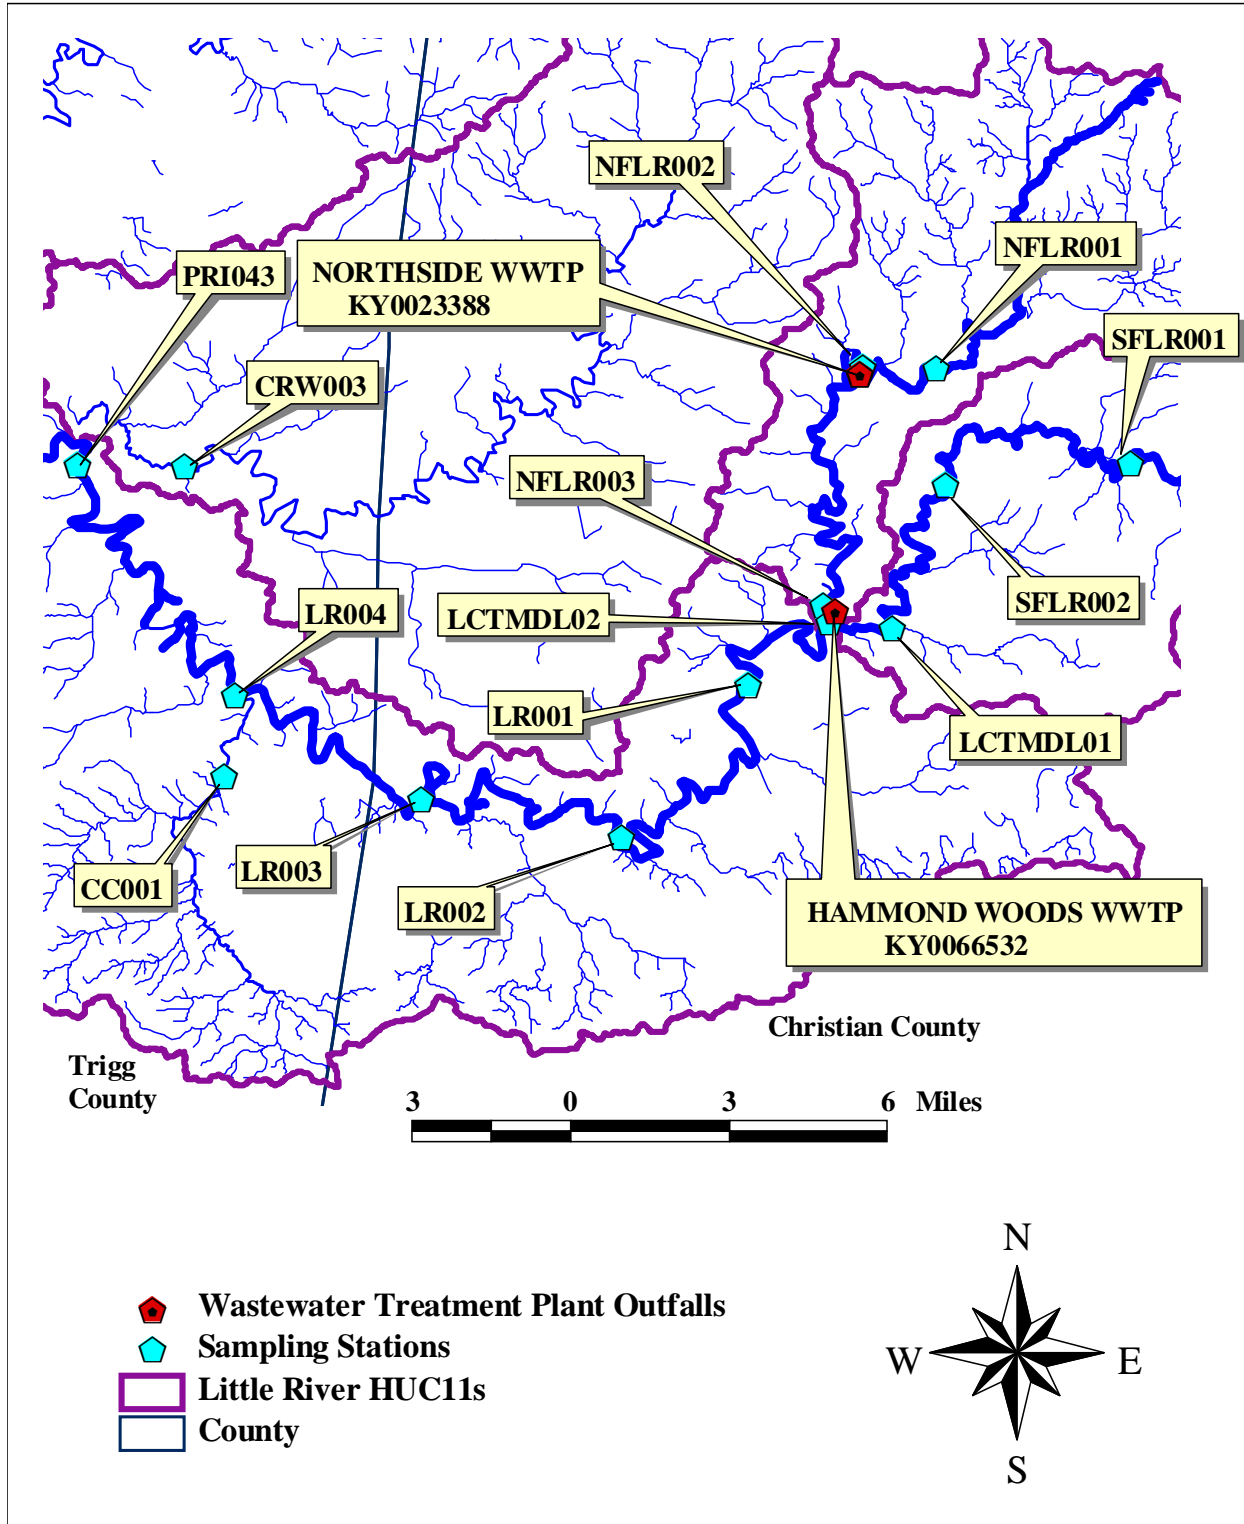 NFLR002
NFLR001
PRI043
NORTHSIDE WWTP
KY0023388
SFLR001
CRW003
NFLR003
SFLR002
LR004
LCTMDL02
LR001
LCTMDL01
LR003
CC001
LR002
HAMMOND WOODS WWTP
KY0066532
Christian County
Trigg
County
3 0 3 6 Miles
N
W E
S
Wastewater Treatment Plant Outfalls
Sampling Stations
Little River HUC11s
County